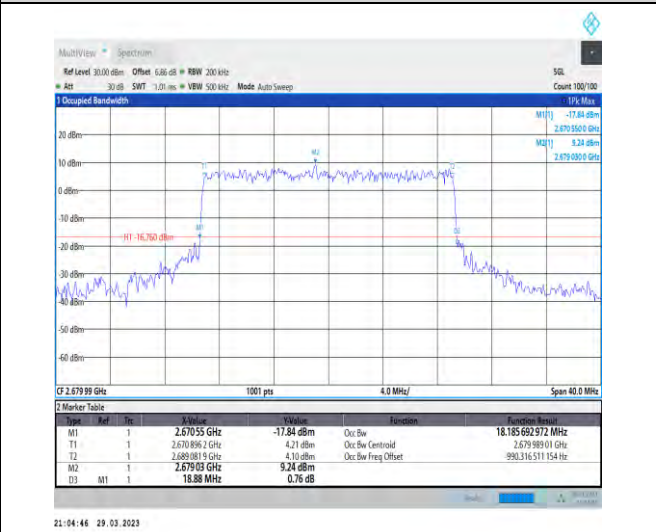 MultiView Spectrum
Ref Level 30.00 dBm Offset 6.86 dB RBW 200 kHz SGL
Att 30 dB SWT 1.01 ms VBW 500 kHz Mode Auto Sweep Count 100/100
1 Occupied Bandwidth 1Pk Max
M1[1] -17.84 dBm
2.670 5500 GHz
M2[1] 9.24 dBm
2.679 0300 GHz
20 dBm
M2
T1
10 dBm
0 dBm
-10 dBm
M1
H1 -16.760 dBm
D3
-20 dBm
-30 dBm
-40 dBm
-50 dBm
-60 dBm
CF 2.679 99 GHz 1001 pts 4.0 MHz/ Span 40.0 MHz
2 Marker Table
Type Ref Trc X-Value Y-Value Function Function Result
M1 1 2.670 55 GHz -17.84 dBm Occ Bw 18.185 692 972 MHz
T1 1 2.670 896 2 GHz 4.21 dBm Occ Bw Centroid 2.679 989 01 GHz
T2 1 2.689 081 9 GHz 4.10 dBm Occ Bw Freq Offset -990.316 511 154 Hz
M2 1 2.679 03 GHz 9.24 dBm
D3 M1 1 18.88 MHz 0.76 dB
21:04:46 29.03.2023